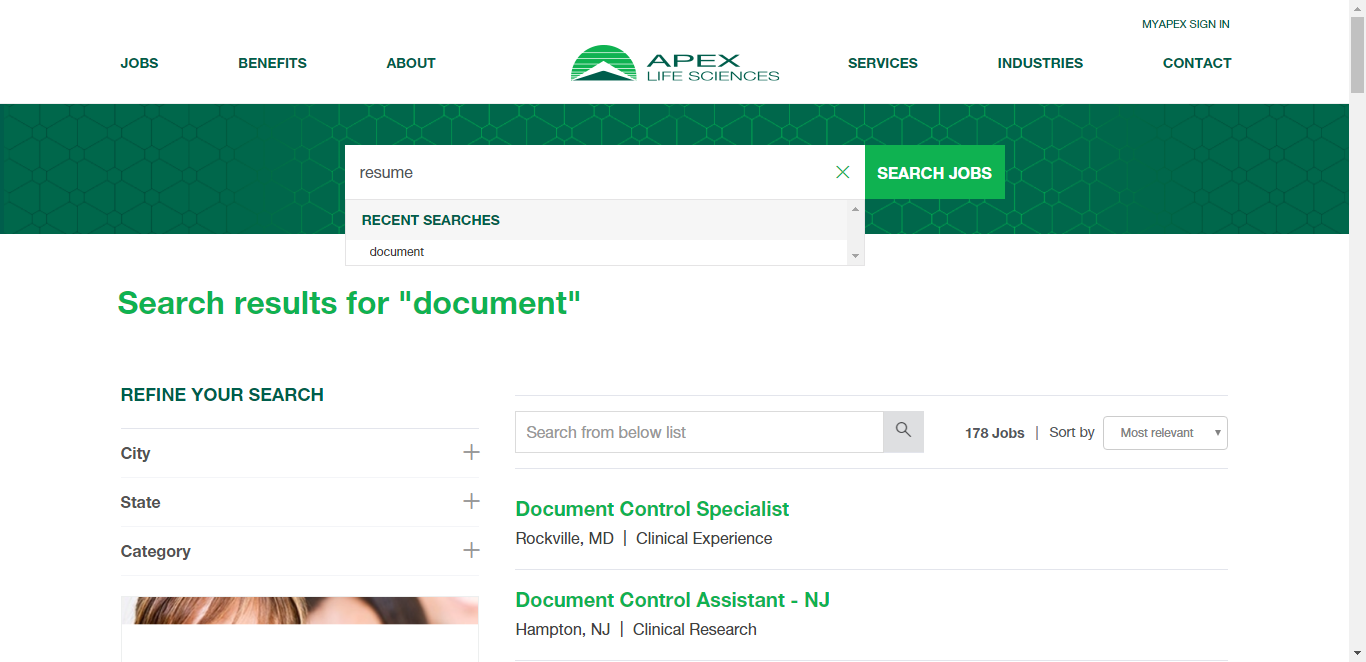 MYAPEX SIGN IN
JOBS BENEFITS ABOUT APEX LIFE SCIENCES SERVICES INDUSTRIES CONTACT
resume
SEARCH JOBS
RECENT SEARCHES
document
Search results for "document"
REFINE YOUR SEARCH
City
State
Category
Search from below list
178 Jobs | Sort by Most relevant
Document Control Specialist
Rockville, MD | Clinical Experience
Document Control Assistant - NJ
Hampton, NJ | Clinical Research